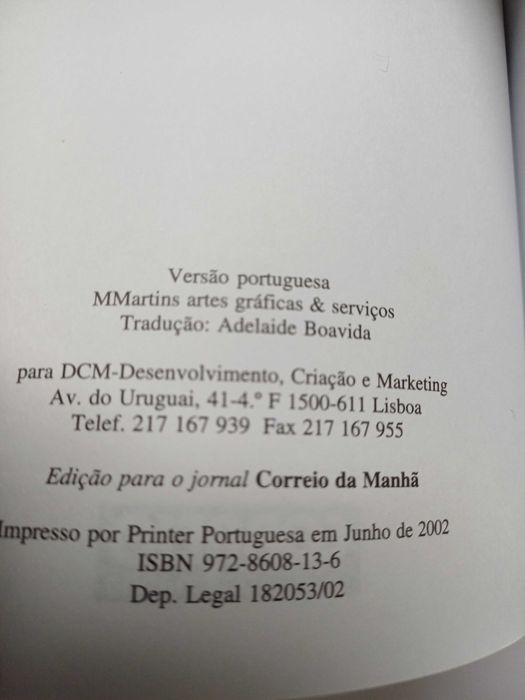 Versão portuguesa
MMartins artes gráficas & serviços
Tradução: Adelaide Boavida
para DCM-Desenvolvimento, Criação e Marketing
Av. do Uruguai, 41-4.º F 1500-611 Lisboa
Telef. 217 167 939 Fax 217 167 955
Edição para o jornal Correio da Manhã
Impresso por Printer Portuguesa em Junho de 2002
ISBN 972-8608-13-6
Dep. Legal 182053/02